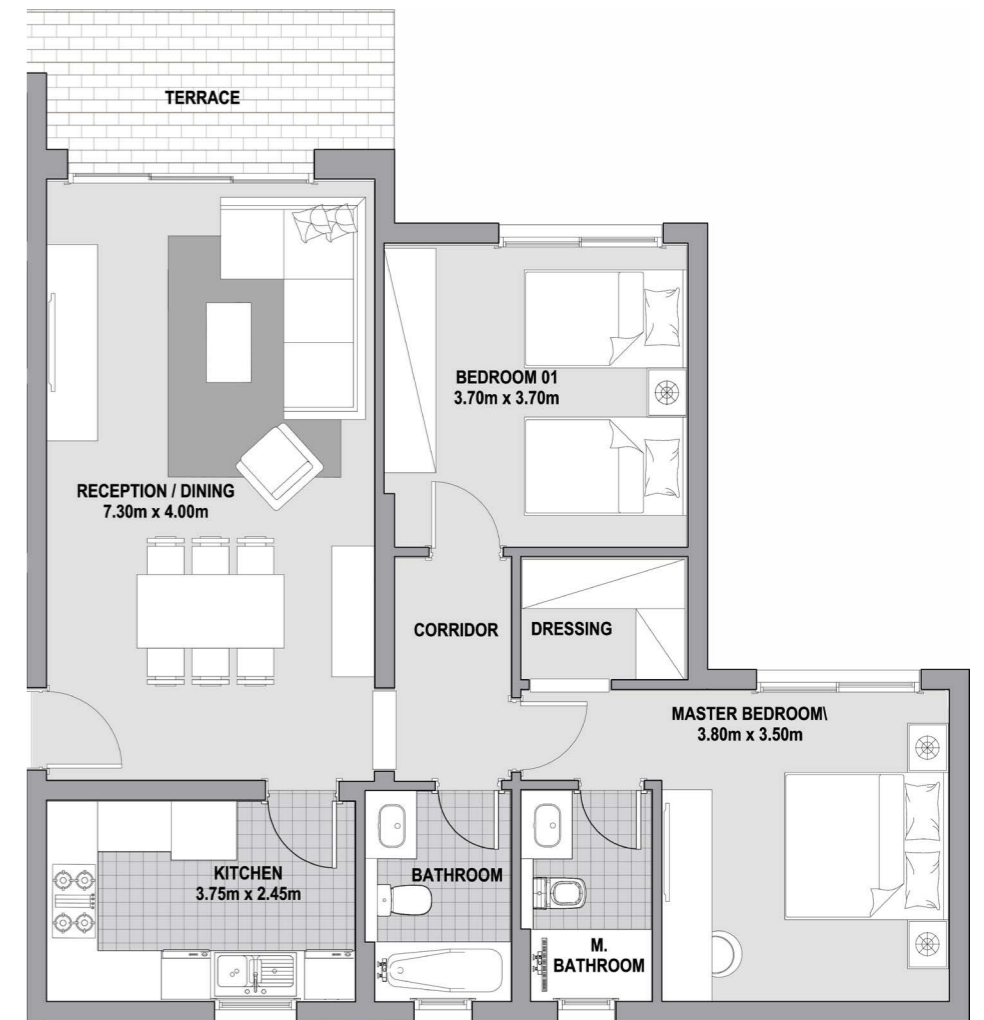 TERRACE
BEDROOM 01
3.70m x 3.70m
RECEPTION / DINING
7.30m x 4.00m
CORRIDOR
DRESSING
MASTER BEDROOM\
3.80m x 3.50m
KITCHEN
3.75m x 2.45m
BATHROOM
M.
BATHROOM